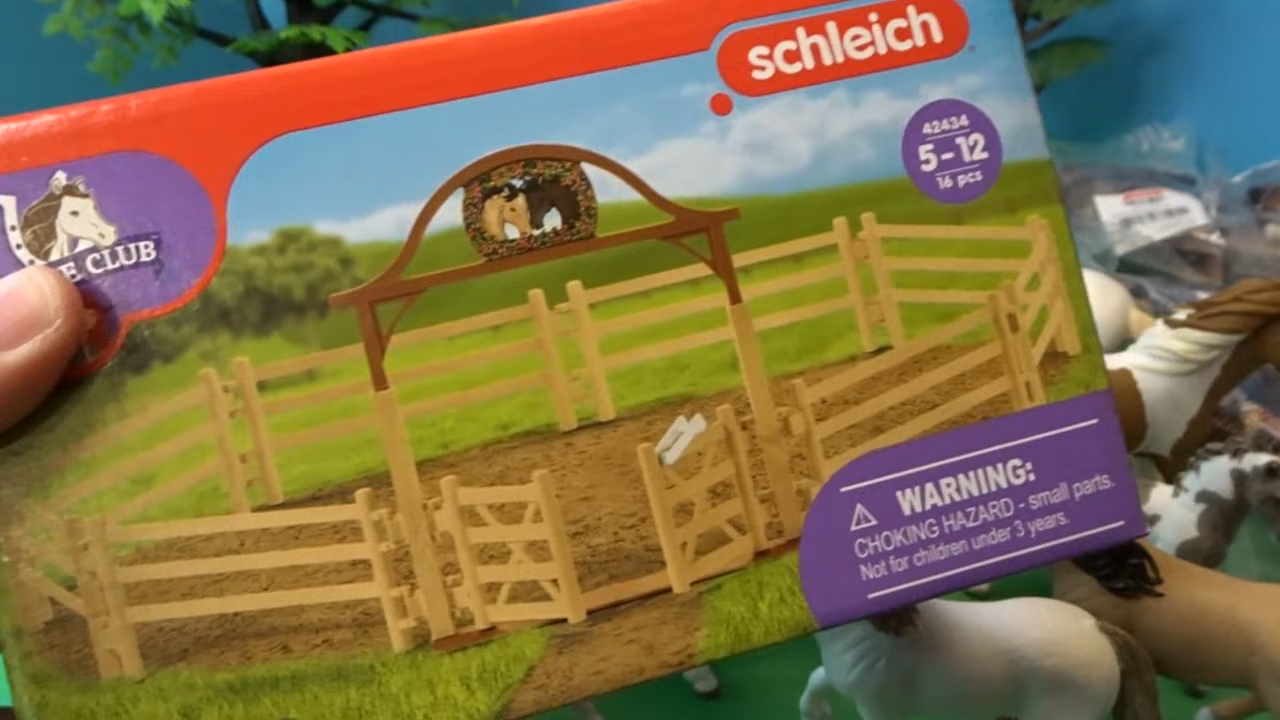 schleich
42434
5-12
16 pcs
E CLUB
WARNING:
CHOKING HAZARD - small parts.
Not for children under 3 years.